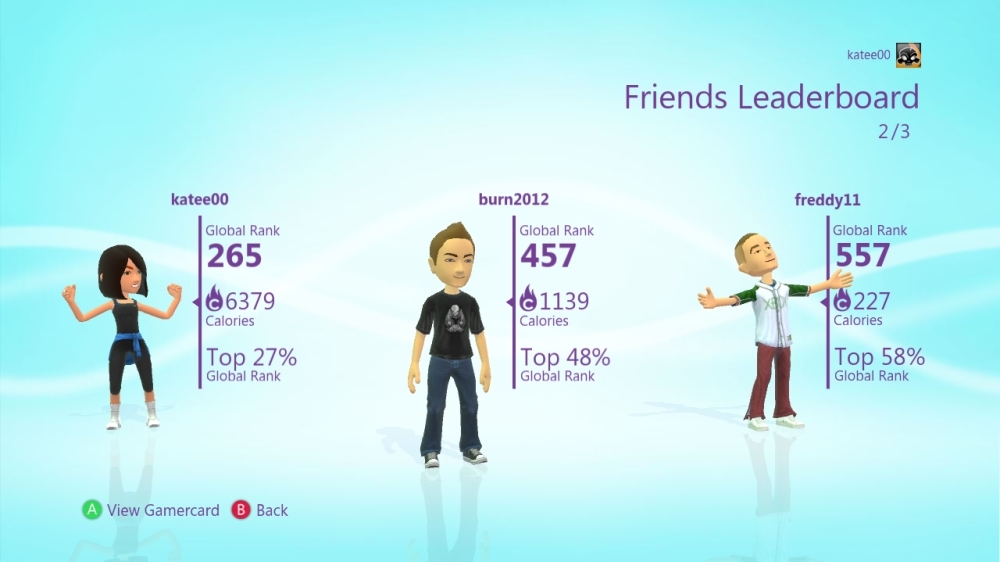 katee00
Friends Leaderboard
2/3
katee00
Global Rank
265
6379
Calories
Top 27%
Global Rank
burn2012
Global Rank
457
1139
Calories
Top 48%
Global Rank
freddy11
Global Rank
557
227
Calories
Top 58%
Global Rank
A View Gamercard B Back